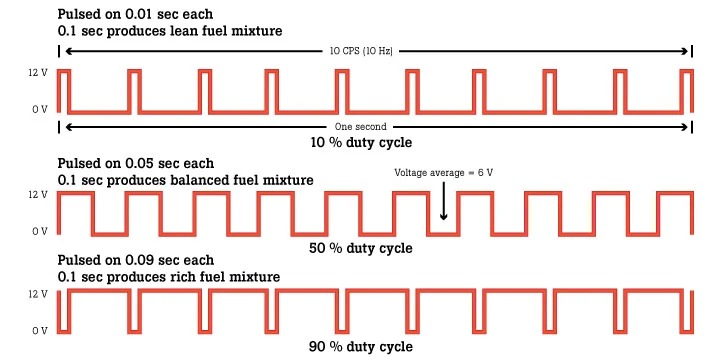 Pulsed on 0.01 sec each
0.1 sec produces lean fuel mixture
10 CPS (10 Hz)
12 V
0 V
One second
10 % duty cycle
Pulsed on 0.05 sec each
0.1 sec produces balanced fuel mixture
Voltage average = 6 V
12 V
0 V
50 % duty cycle
Pulsed on 0.09 sec each
0.1 sec produces rich fuel mixture
12 V
0 V
90 % duty cycle